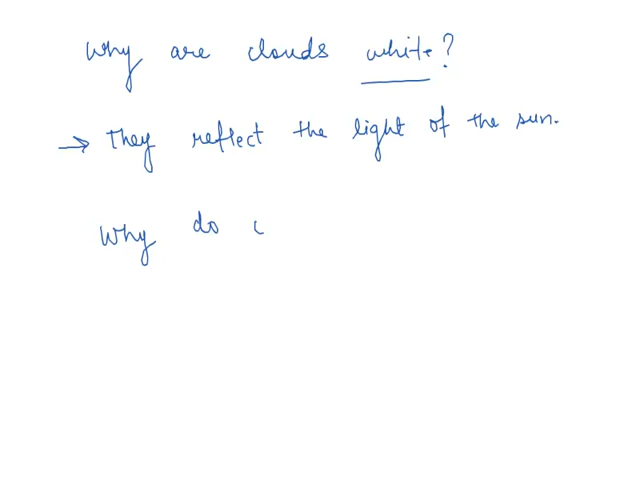 Why are clouds white?
→ They reflect the light of the sun.
Why do c